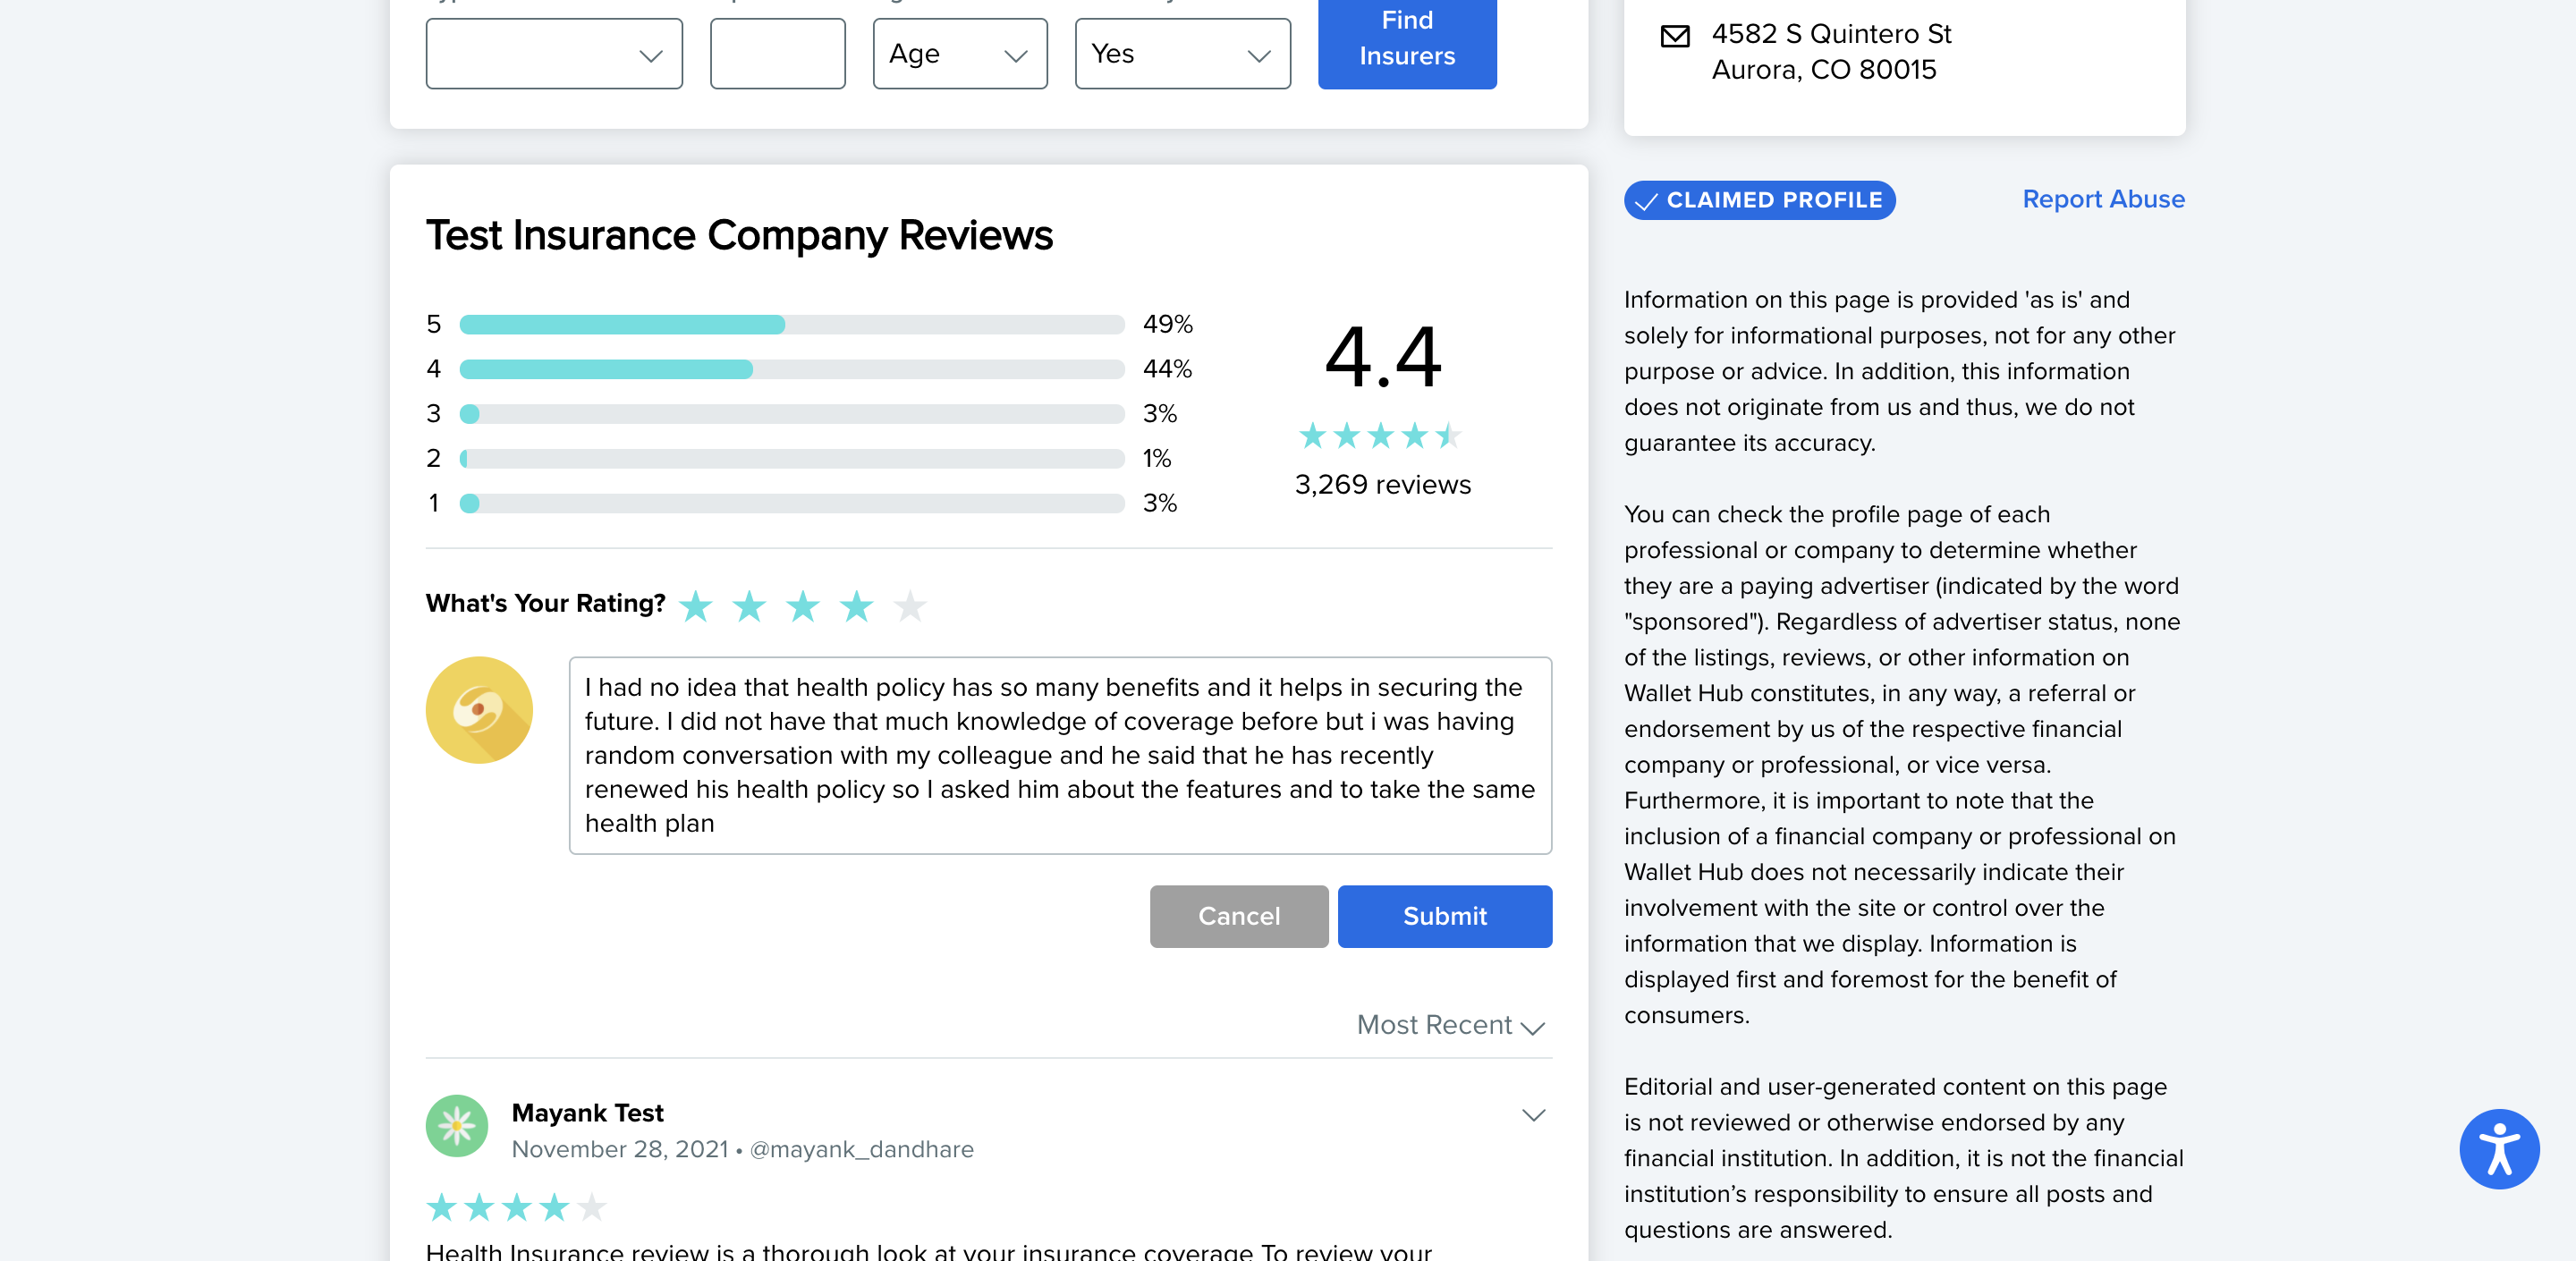 Age
Yes
Find
Insurers
4582 S Quintero St
Aurora, CO 80015
Test Insurance Company Reviews
5 49%
4 44%
3 3%
2 1%
1 3%
4.4
3,269 reviews
What's Your Rating?
I had no idea that health policy has so many benefits and it helps in securing the
future. I did not have that much knowledge of coverage before but i was having
random conversation with my colleague and he said that he has recently
renewed his health policy so I asked him about the features and to take the same
health plan
Cancel
Submit
Most Recent
Mayank Test
November 28, 2021 • @mayank_dandhare
Health Insurance review is a thorough look at your insurance coverage To review your
CLAIMED PROFILE
Report Abuse
Information on this page is provided 'as is' and
solely for informational purposes, not for any other
purpose or advice. In addition, this information
does not originate from us and thus, we do not
guarantee its accuracy.
You can check the profile page of each
professional or company to determine whether
they are a paying advertiser (indicated by the word
"sponsored"). Regardless of advertiser status, none
of the listings, reviews, or other information on
Wallet Hub constitutes, in any way, a referral or
endorsement by us of the respective financial
company or professional, or vice versa.
Furthermore, it is important to note that the
inclusion of a financial company or professional on
Wallet Hub does not necessarily indicate their
involvement with the site or control over the
information that we display. Information is
displayed first and foremost for the benefit of
consumers.
Editorial and user-generated content on this page
is not reviewed or otherwise endorsed by any
financial institution. In addition, it is not the financial
institution’s responsibility to ensure all posts and
questions are answered.